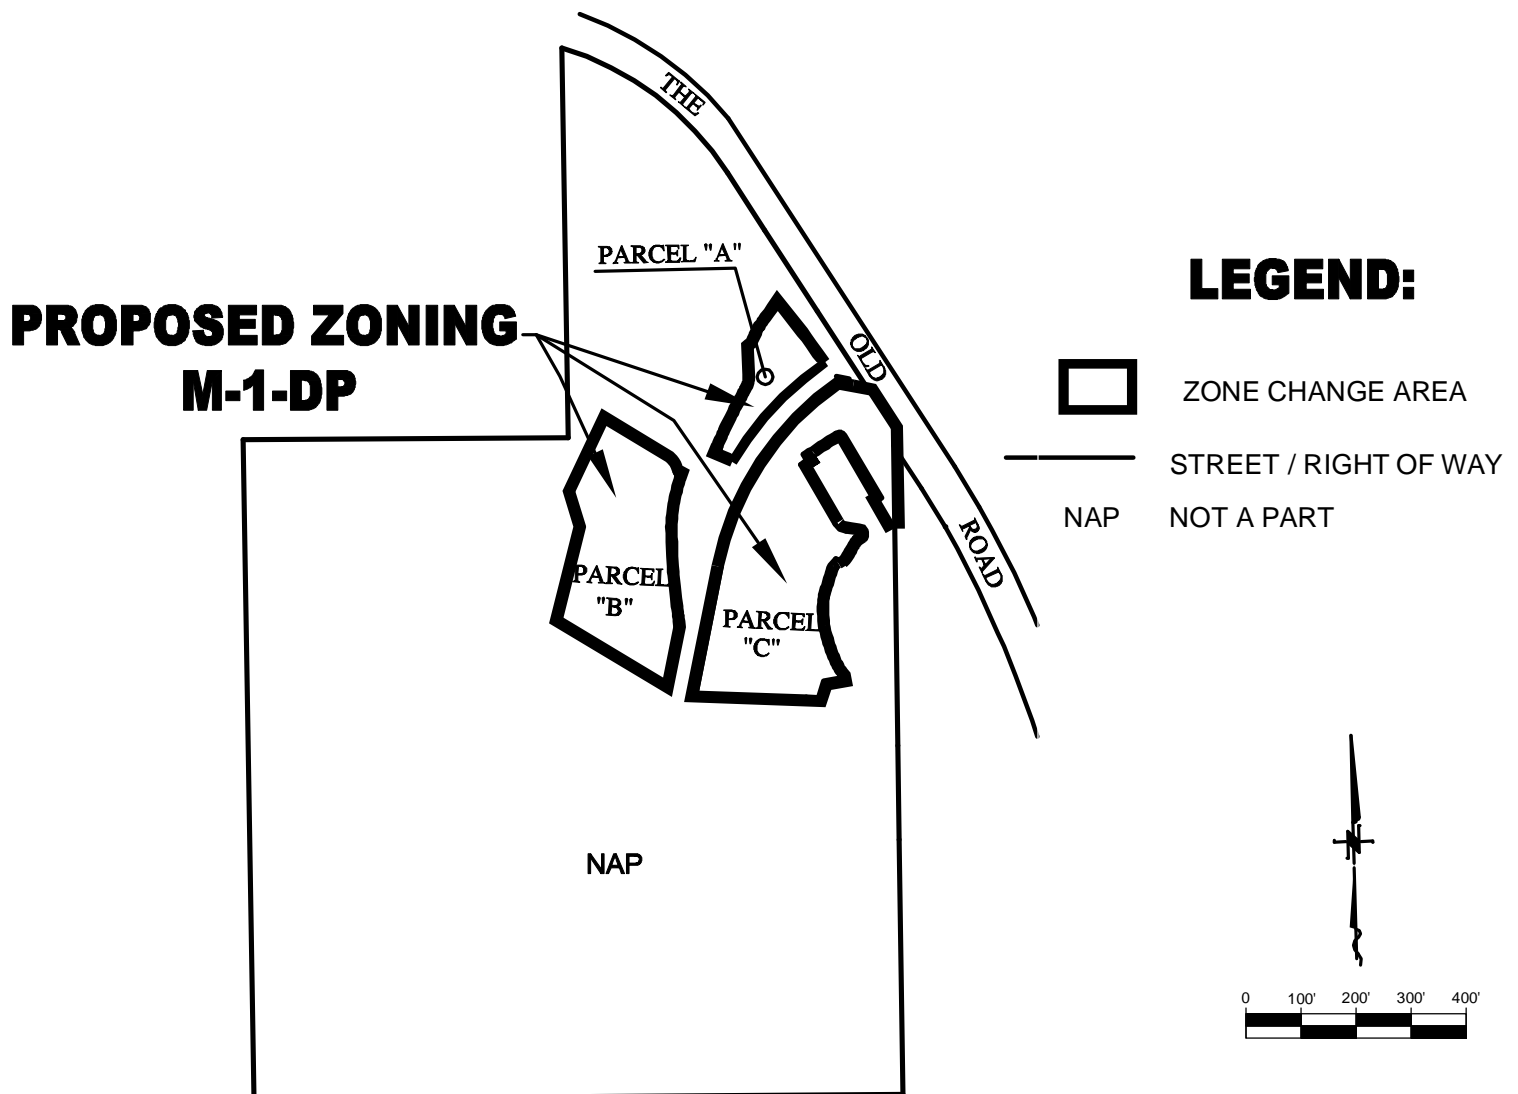 THE
PARCEL "A"
PROPOSED ZONING
M-1-DP
OLD
ROAD
PARCEL
"B"
PARCEL
"C"
NAP
LEGEND:
ZONE CHANGE AREA
STREET / RIGHT OF WAY
NAP NOT A PART
N
0 100' 200' 300' 400'